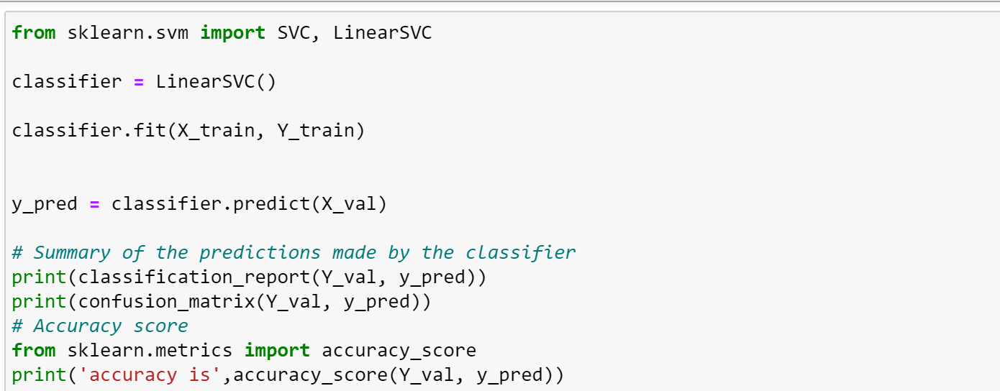 from sklearn.svm import SVC, LinearSVC
classifier = LinearSVC()
classifier.fit(X_train, Y_train)
y_pred = classifier.predict(X_val)
# Summary of the predictions made by the classifier
print(classification_report(Y_val, y_pred))
print(confusion_matrix(Y_val, y_pred))
# Accuracy score
from sklearn.metrics import accuracy_score
print('accuracy is',accuracy_score(Y_val, y_pred))